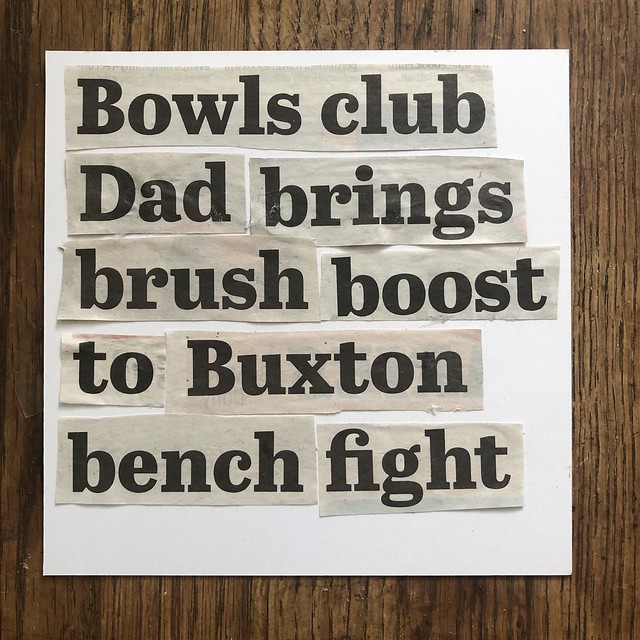 Bowls club
Dad brings
brush boost
to Buxton
bench fight